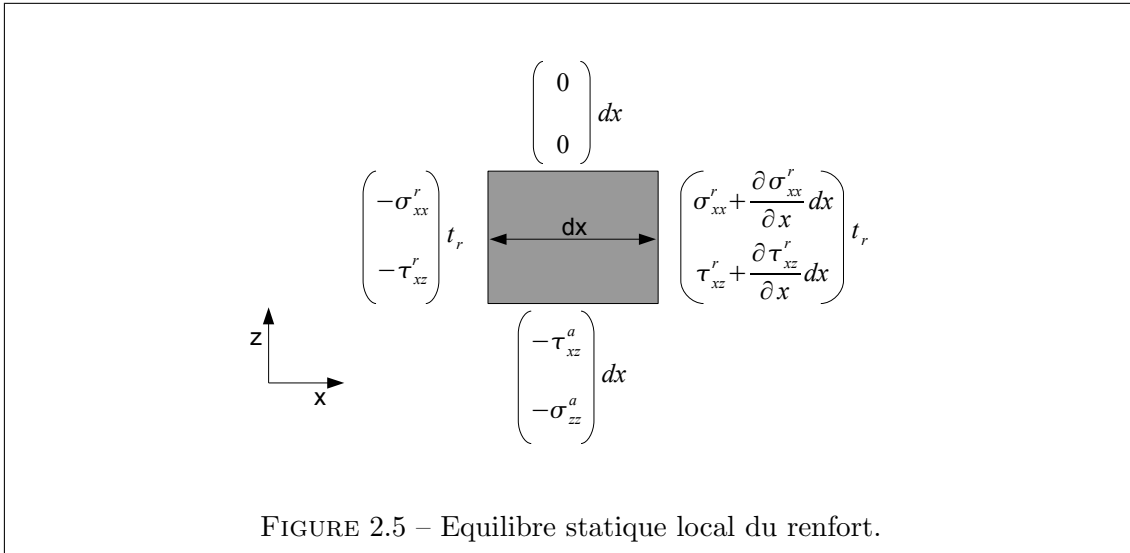 ( 0 0 ) dx
( −σ^r_xx −τ^r_xz ) t_r
dx
( σ^r_xx + ∂σ^r_xx/∂x dx τ^r_xz + ∂τ^r_xz/∂x dx ) t_r
z
x
( −τ^a_xz −σ^a_zz ) dx
FIGURE 2.5 – Equilibre statique local du renfort.